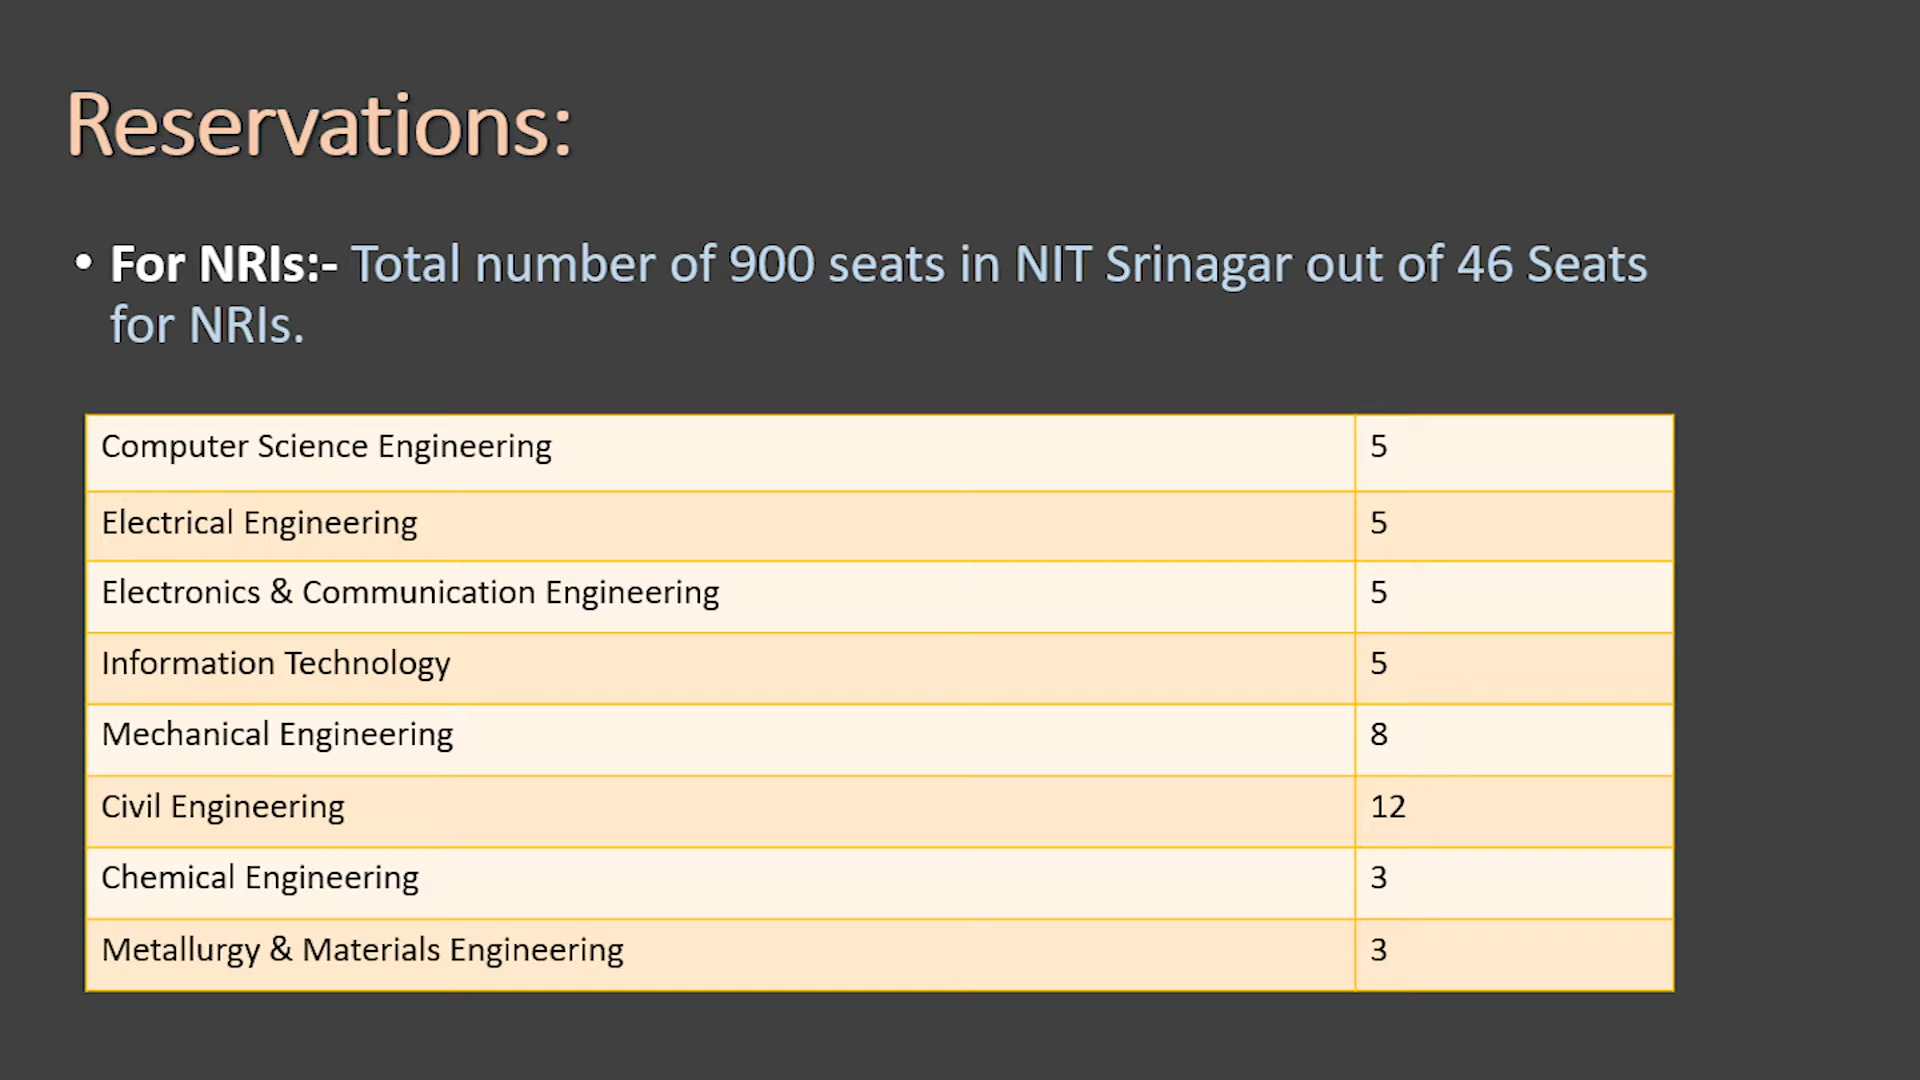 Reservations:
• For NRIs:- Total number of 900 seats in NIT Srinagar out of 46 Seats
for NRIs.
Computer Science Engineering 5
Electrical Engineering 5
Electronics & Communication Engineering 5
Information Technology 5
Mechanical Engineering 8
Civil Engineering 12
Chemical Engineering 3
Metallurgy & Materials Engineering 3